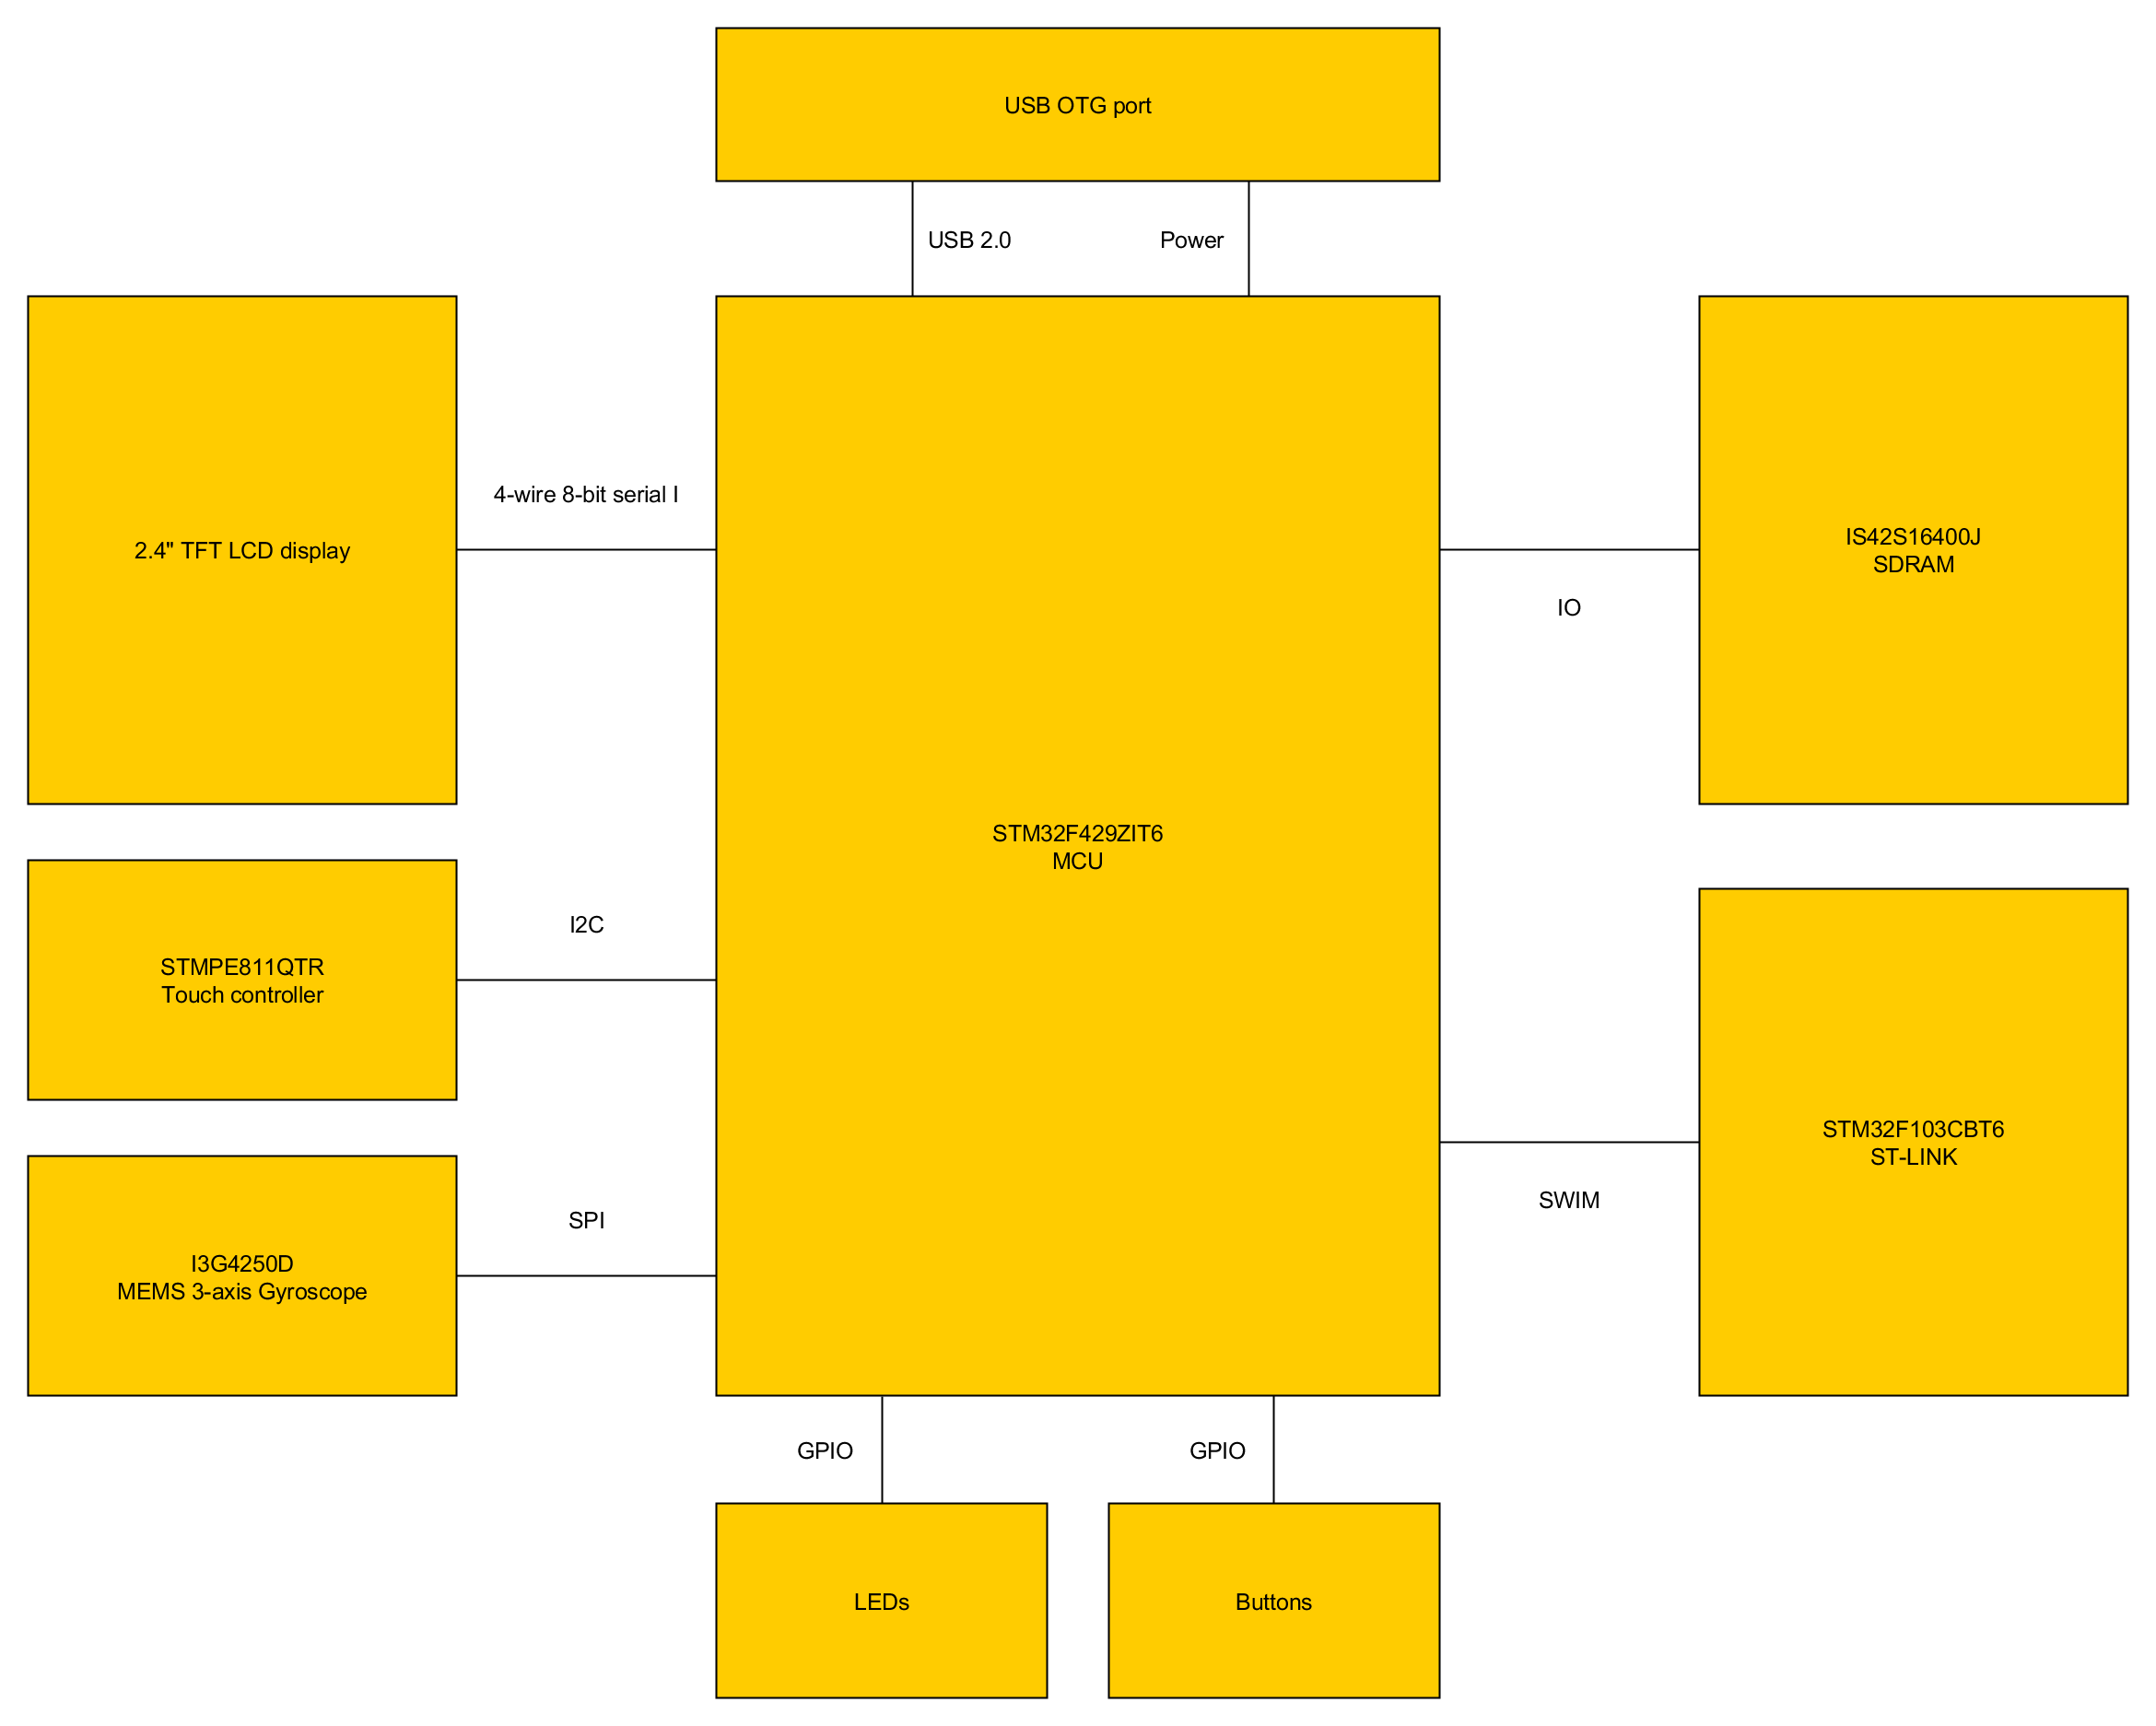 USB OTG port
USB 2.0
Power
4-wire 8-bit serial I
2.4" TFT LCD display
IS42S16400J
SDRAM
IO
STM32F429ZIT6
MCU
I2C
STMPE811QTR
Touch controller
STM32F103CBT6
ST-LINK
SWIM
SPI
I3G4250D
MEMS 3-axis Gyroscope
GPIO
GPIO
LEDs
Buttons